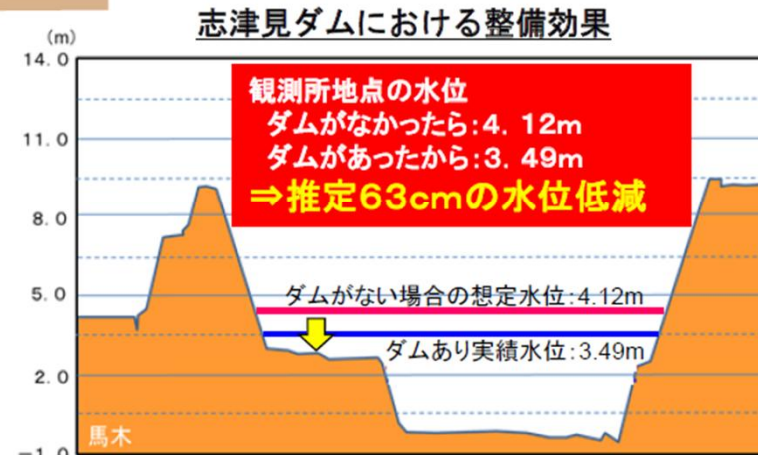 志津見ダムにおける整備効果
(m)
14.0
観測所地点の水位
ダムがなかったら:4.12m
11.0
ダムがあったから:3.49m
⇒推定63cmの水位低減
8.0
5.0
ダムがない場合の想定水位:4.12m
ダムあり実績水位:3.49m
2.0
馬木
-1.0